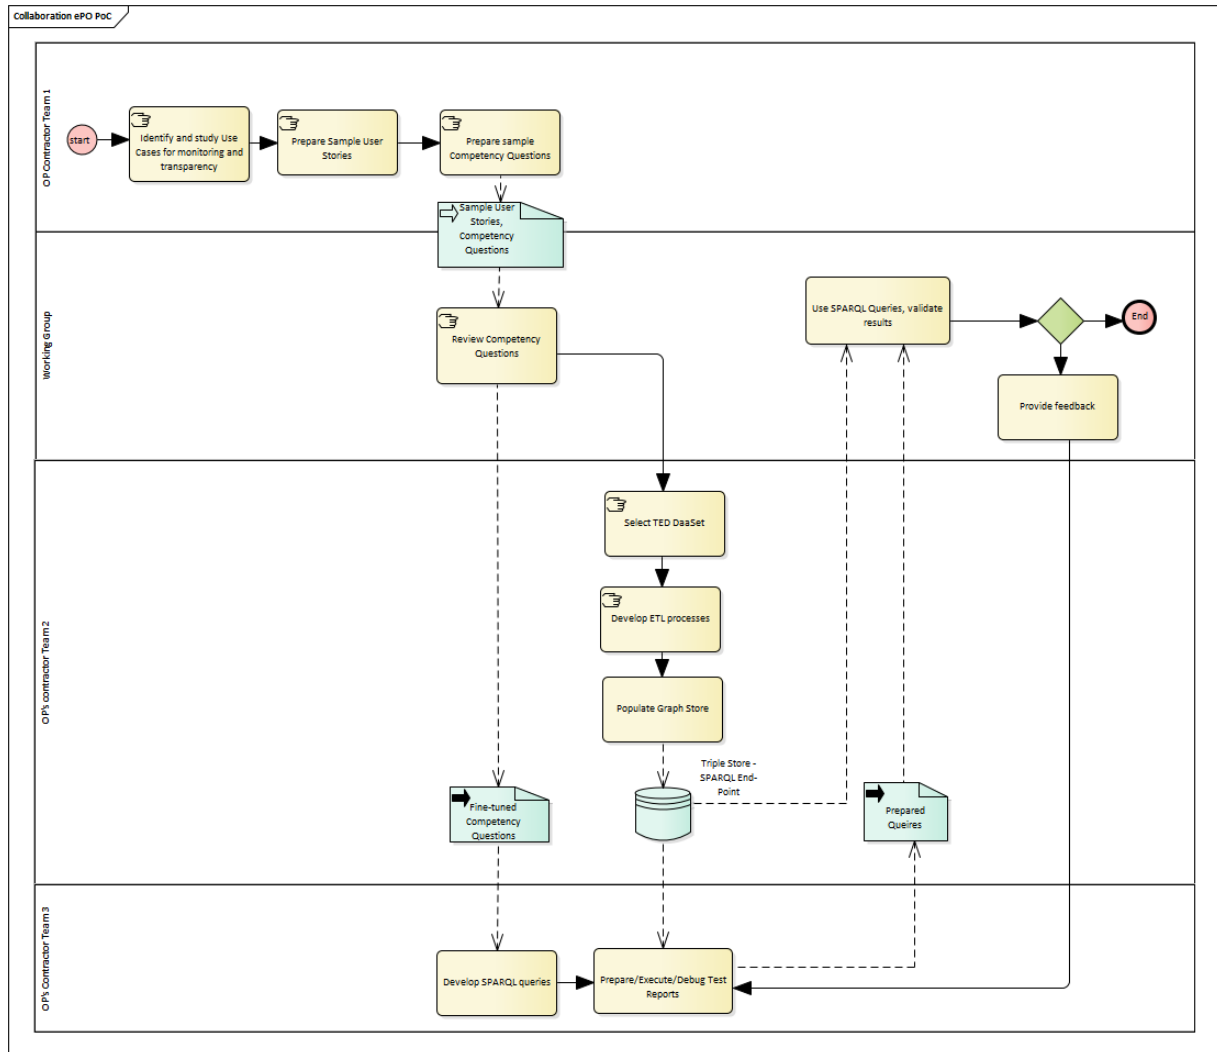 Collaboration ePO PoC
OP Contractor Team 1
start
Identify and study Use
Cases for monitoring and
transparency
Prepare Sample User
Stories
Prepare sample
Competency Questions
Sample User
Stories,
Competency
Questions
Working Group
Review Competency
Questions
Use SPARQL Queries, validate
results
End
Provide feedback
OP's contractor Team 2
Select TED DaaSet
Develop ETL processes
Populate Graph Store
Triple Store -
SPARQL End-
Point
Fine-tuned
Competency
Questions
Prepared
Queires
OP's Contractor Team 3
Develop SPARQL queries
Prepare/Execute/Debug Test
Reports